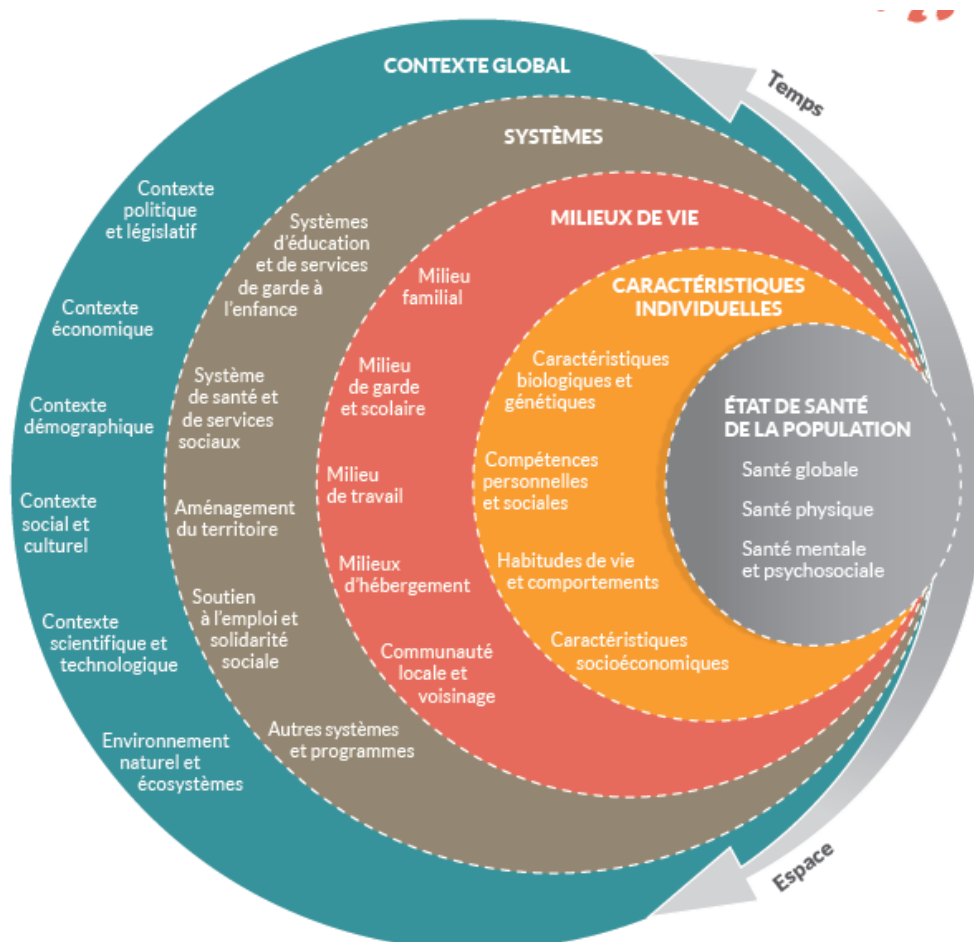 CONTEXTE GLOBAL
Temps
SYSTÈMES
MILIEUX DE VIE
CARACTÉRISTIQUES
INDIVIDUELLES
ÉTAT DE SANTÉ
DE LA POPULATION
Santé globale
Santé physique
Santé mentale
et psychosociale
Contexte
politique
et législatif
Contexte
économique
Contexte
démographique
Contexte
social et
culturel
Contexte
scientifique et
technologique
Environnement
naturel et
écosystèmes
Systèmes
d'éducation
et de services
de garde à
l'enfance
Système
de santé et
de services
sociaux
Aménagement
du territoire
Soutien
à l'emploi et
solidarité
sociale
Autres systèmes
et programmes
Milieu
familial
Milieu
de garde
et scolaire
Milieu
de travail
Milieux
d'hébergement
Communauté
locale et
voisinage
Caractéristiques
biologiques et
génétiques
Compétences
personnelles
et sociales
Habitudes de vie
et comportements
Caractéristiques
socioéconomiques
Espace